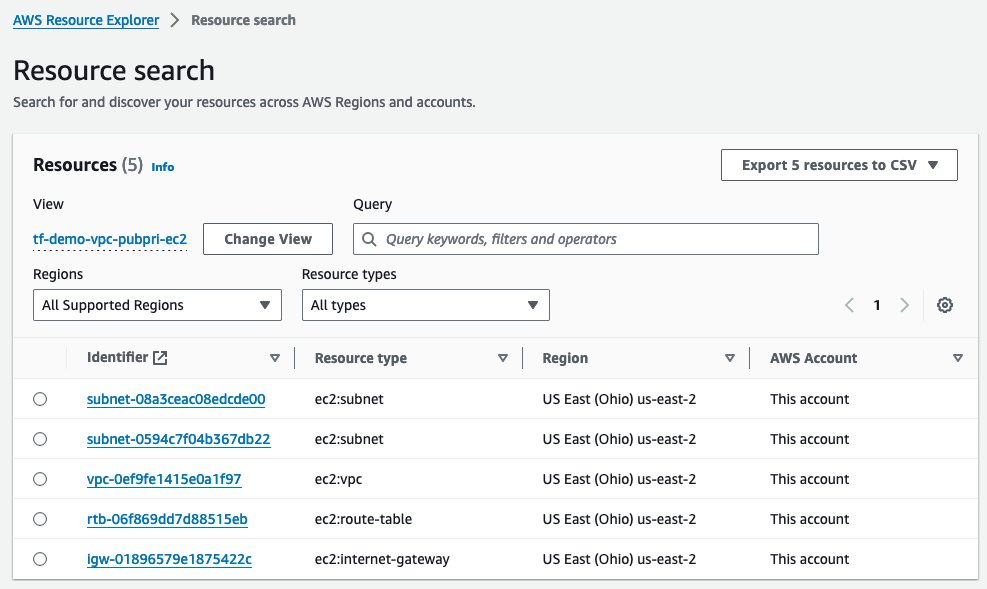 AWS Resource Explorer > Resource search
Resource search
Search for and discover your resources across AWS Regions and accounts.
Resources (5) Info
Export 5 resources to CSV
View
Query
tf-demo-vpc-pubpri-ec2
Change View
Query keywords, filters and operators
Regions
Resource types
All Supported Regions
All types
1
Identifier Resource type Region AWS Account
subnet-08a3ceac08edcde00 ec2:subnet US East (Ohio) us-east-2 This account
subnet-0594c7f04b367db22 ec2:subnet US East (Ohio) us-east-2 This account
vpc-0ef9fe1415e0a1f97 ec2:vpc US East (Ohio) us-east-2 This account
rtb-06f869dd7d88515eb ec2:route-table US East (Ohio) us-east-2 This account
igw-01896579e1875422c ec2:internet-gateway US East (Ohio) us-east-2 This account